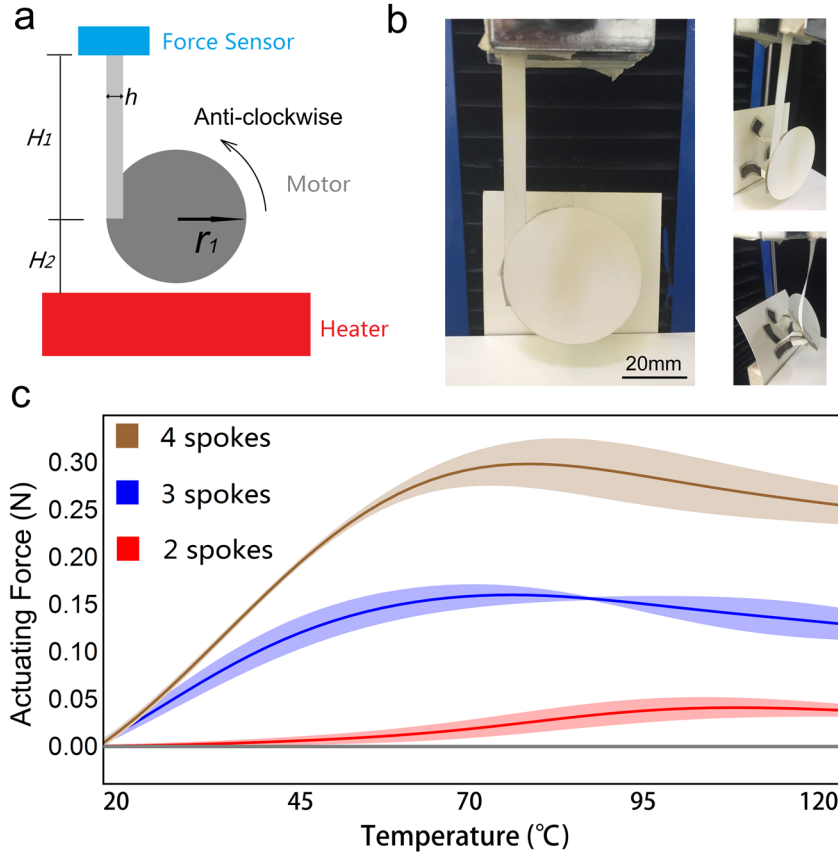 a
Force Sensor
h
H1
Anti-clockwise
Motor
r1
H2
Heater
b
20mm
c
4 spokes
3 spokes
2 spokes
Actuating Force (N)
0.30
0.25
0.20
0.15
0.10
0.05
0.00
20 45 70 95 120
Temperature (℃)